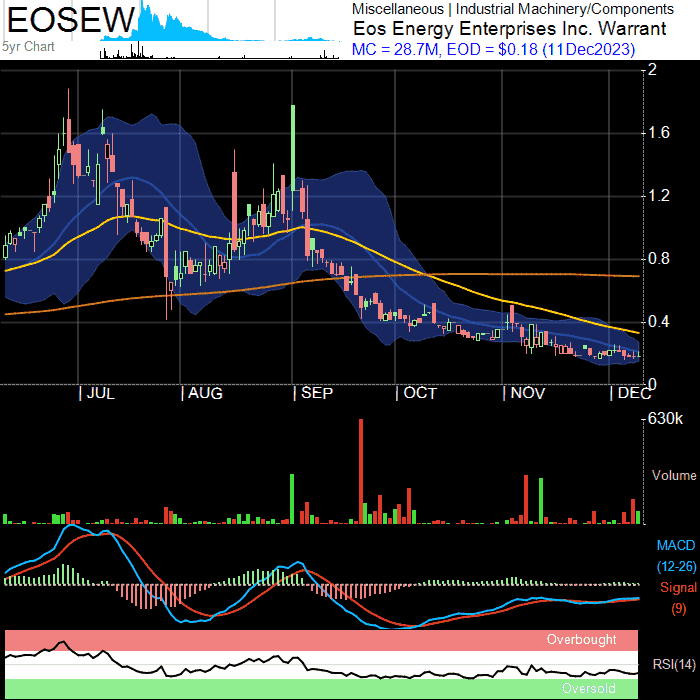 EOSEW
5yr Chart
Miscellaneous | Industrial Machinery/Components
Eos Energy Enterprises Inc. Warrant
MC = 28.7M, EOD = $0.18 (11Dec2023)
2
1.6
1.2
0.8
0.4
0
| JUL | AUG | SEP | OCT | NOV | DEC
630k
Volume
MACD
(12-26)
Signal
(9)
Overbought
RSI(14)
Oversold